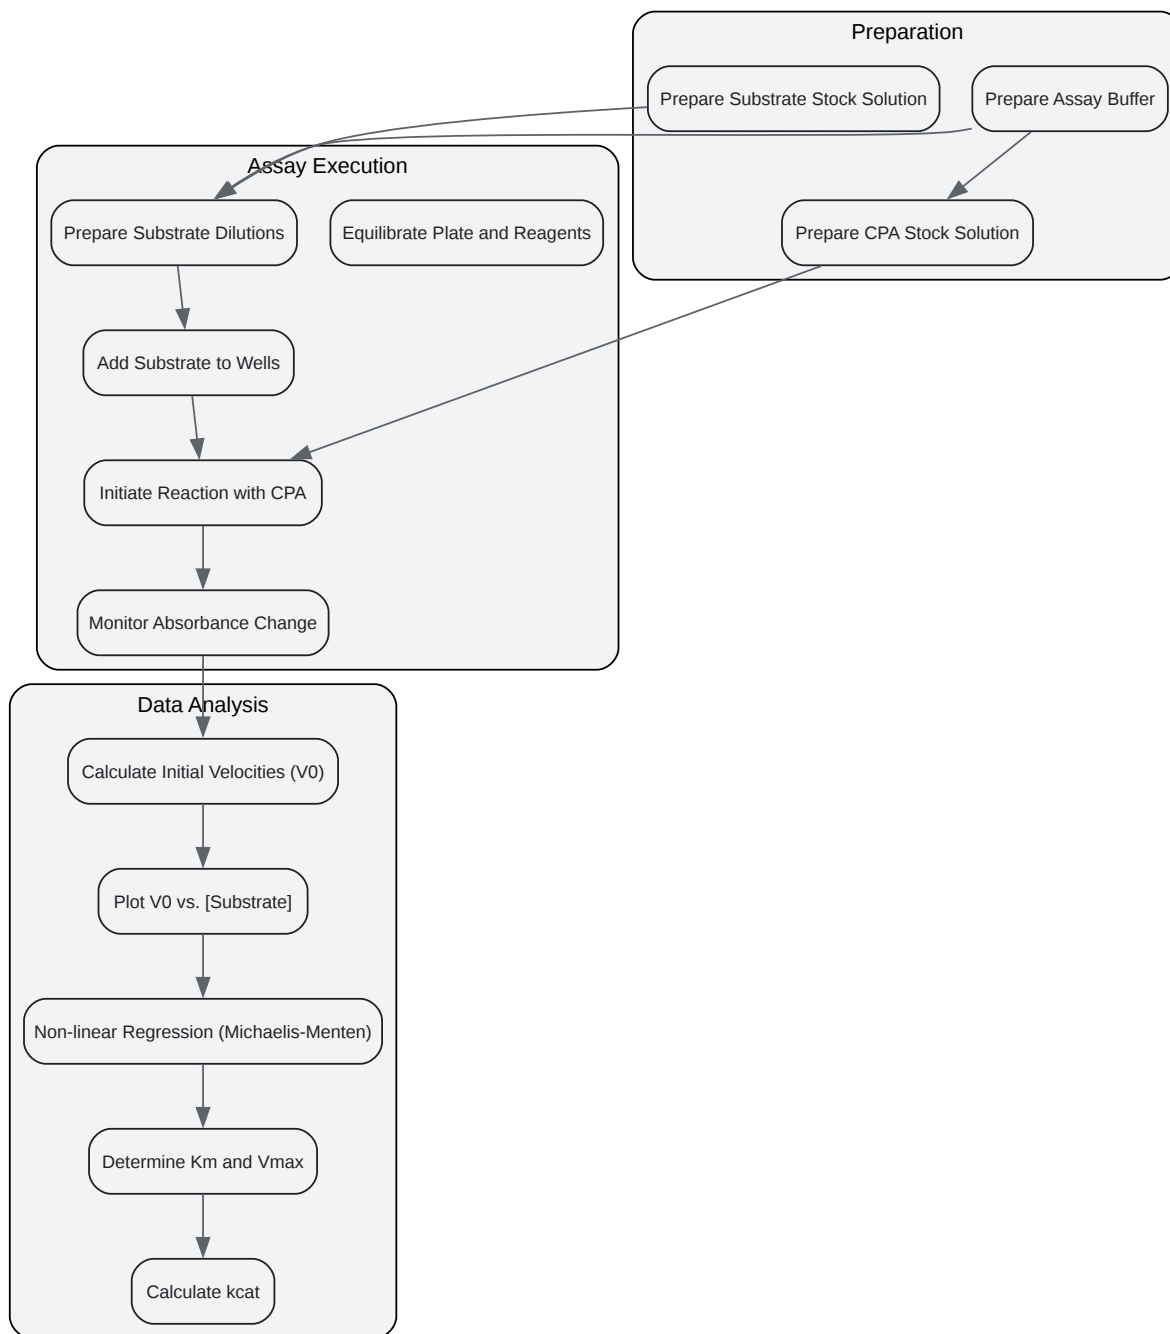 Preparation
Prepare Substrate Stock Solution
Prepare Assay Buffer
Assay Execution
Prepare Substrate Dilutions
Equilibrate Plate and Reagents
Prepare CPA Stock Solution
Add Substrate to Wells
Initiate Reaction with CPA
Monitor Absorbance Change
Data Analysis
Calculate Initial Velocities (V0)
Plot V0 vs. [Substrate]
Non-linear Regression (Michaelis-Menten)
Determine Km and Vmax
Calculate kcat